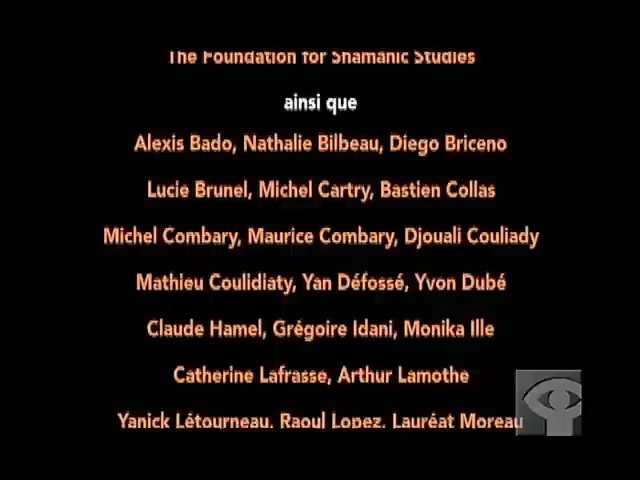 The Foundation for Shamanic Studies
ainsi que
Alexis Bado, Nathalie Bilbeau, Diego Briceno
Lucie Brunel, Michel Cartry, Bastien Collas
Michel Combary, Maurice Combary, Djouali Couliady
Mathieu Coulidiaty, Yan Défossé, Yvon Dubé
Claude Hamel, Grégoire Idani, Monika Ille
Catherine Lafrasse, Arthur Lamothe
Yanick Létourneau, Raoul Lopez, Lauréat Moreau